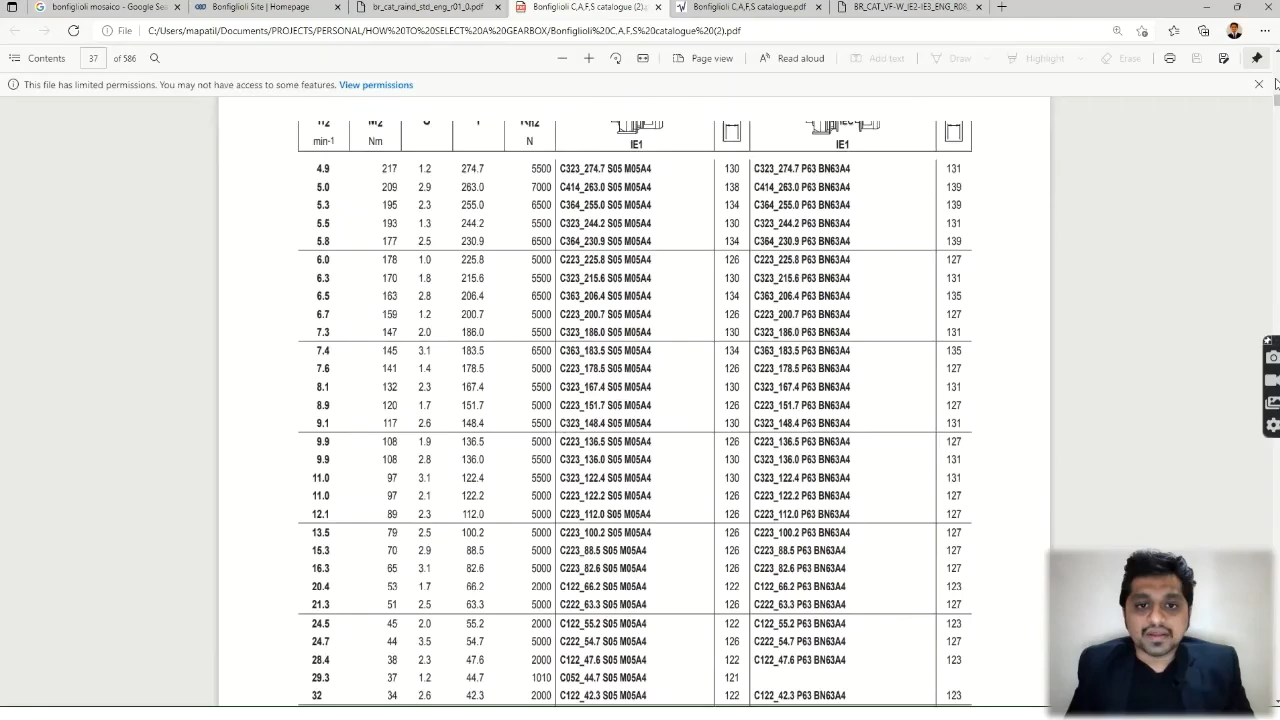 bonfiglioli mosaico - Google Sea
Bonfiglioli Site | Homepage
br_cat_raind_std_eng_r01_0.pdf
Bonfiglioli C,A,F,S catalogue (2).p
Bonfiglioli C,A,F,S catalogue.pdf
File C:/Users/mapatil/Documents/PROJECTS/PERSONAL/HOW%20TO%20SELECT%20A%20GEARBOX/Bonfiglioli%20C,A,F,S%20catalogue%20(2).pdf
Contents 37 of 586 Page view Read aloud Add text Draw Highlight Erase
This file has limited permissions. You may not have access to some features. View permissions
min-1 Nm N IE1 IE1
4.9 217 1.2 274.7 5500 C323_274.7 S05 M05A4 130 C323_274.7 P63 BN63A4 131
5.0 209 2.9 263.0 7000 C414_263.0 S05 M05A4 138 C414_263.0 P63 BN63A4 139
5.3 195 2.3 255.0 6500 C364_255.0 S05 M05A4 134 C364_255.0 P63 BN63A4 139
5.5 193 1.3 244.2 5500 C323_244.2 S05 M05A4 130 C323_244.2 P63 BN63A4 131
5.8 177 2.5 230.9 6500 C364_230.9 S05 M05A4 134 C364_230.9 P63 BN63A4 139
6.0 178 1.0 225.8 5000 C223_225.8 S05 M05A4 126 C223_225.8 P63 BN63A4 127
6.3 170 1.8 215.6 5500 C323_215.6 S05 M05A4 130 C323_215.6 P63 BN63A4 131
6.5 163 2.8 206.4 6500 C363_206.4 S05 M05A4 134 C363_206.4 P63 BN63A4 135
6.7 159 1.2 200.7 5000 C223_200.7 S05 M05A4 126 C223_200.7 P63 BN63A4 127
7.3 147 2.0 186.0 5500 C323_186.0 S05 M05A4 130 C323_186.0 P63 BN63A4 131
7.4 145 3.1 183.5 6500 C363_183.5 S05 M05A4 134 C363_183.5 P63 BN63A4 135
7.6 141 1.4 178.5 5000 C223_178.5 S05 M05A4 126 C223_178.5 P63 BN63A4 127
8.1 132 2.3 167.4 5500 C323_167.4 S05 M05A4 130 C323_167.4 P63 BN63A4 131
8.9 120 1.7 151.7 5000 C223_151.7 S05 M05A4 126 C223_151.7 P63 BN63A4 127
9.1 117 2.6 148.4 5500 C323_148.4 S05 M05A4 130 C323_148.4 P63 BN63A4 131
9.9 108 1.9 136.5 5000 C223_136.5 S05 M05A4 126 C223_136.5 P63 BN63A4 127
9.9 108 2.8 136.0 5000 C323_136.0 S05 M05A4 130 C323_136.0 P63 BN63A4 131
11.0 97 3.1 122.4 5500 C323_122.4 S05 M05A4 130 C323_122.4 P63 BN63A4 131
11.0 97 2.1 122.2 5000 C223_122.2 S05 M05A4 126 C223_122.2 P63 BN63A4 127
12.1 89 2.3 112.0 5000 C223_112.0 S05 M05A4 126 C223_112.0 P63 BN63A4 127
13.5 79 2.5 100.2 5000 C223_100.2 S05 M05A4 126 C223_100.2 P63 BN63A4 127
15.3 70 2.9 88.5 5000 C223_88.5 S05 M05A4 126 C223_88.5 P63 BN63A4 127
16.3 65 3.1 82.6 5000 C223_82.6 S05 M05A4 126 C223_82.6 P63 BN63A4 127
20.4 53 1.7 66.2 2000 C122_66.2 S05 M05A4 122 C122_66.2 P63 BN63A4 123
21.3 51 2.5 63.3 5000 C222_63.3 S05 M05A4 126 C222_63.3 P63 BN63A4 127
24.5 45 2.0 55.2 2000 C122_55.2 S05 M05A4 122 C122_55.2 P63 BN63A4 123
24.7 44 3.5 54.7 5000 C222_54.7 S05 M05A4 126 C222_54.7 P63 BN63A4 127
28.4 38 2.3 47.6 2000 C122_47.6 S05 M05A4 122 C122_47.6 P63 BN63A4 123
29.3 37 1.2 44.7 1010 C052_44.7 S05 M05A4 121
32 34 2.6 42.3 2000 C122_42.3 S05 M05A4 122 C122_42.3 P63 BN63A4 123